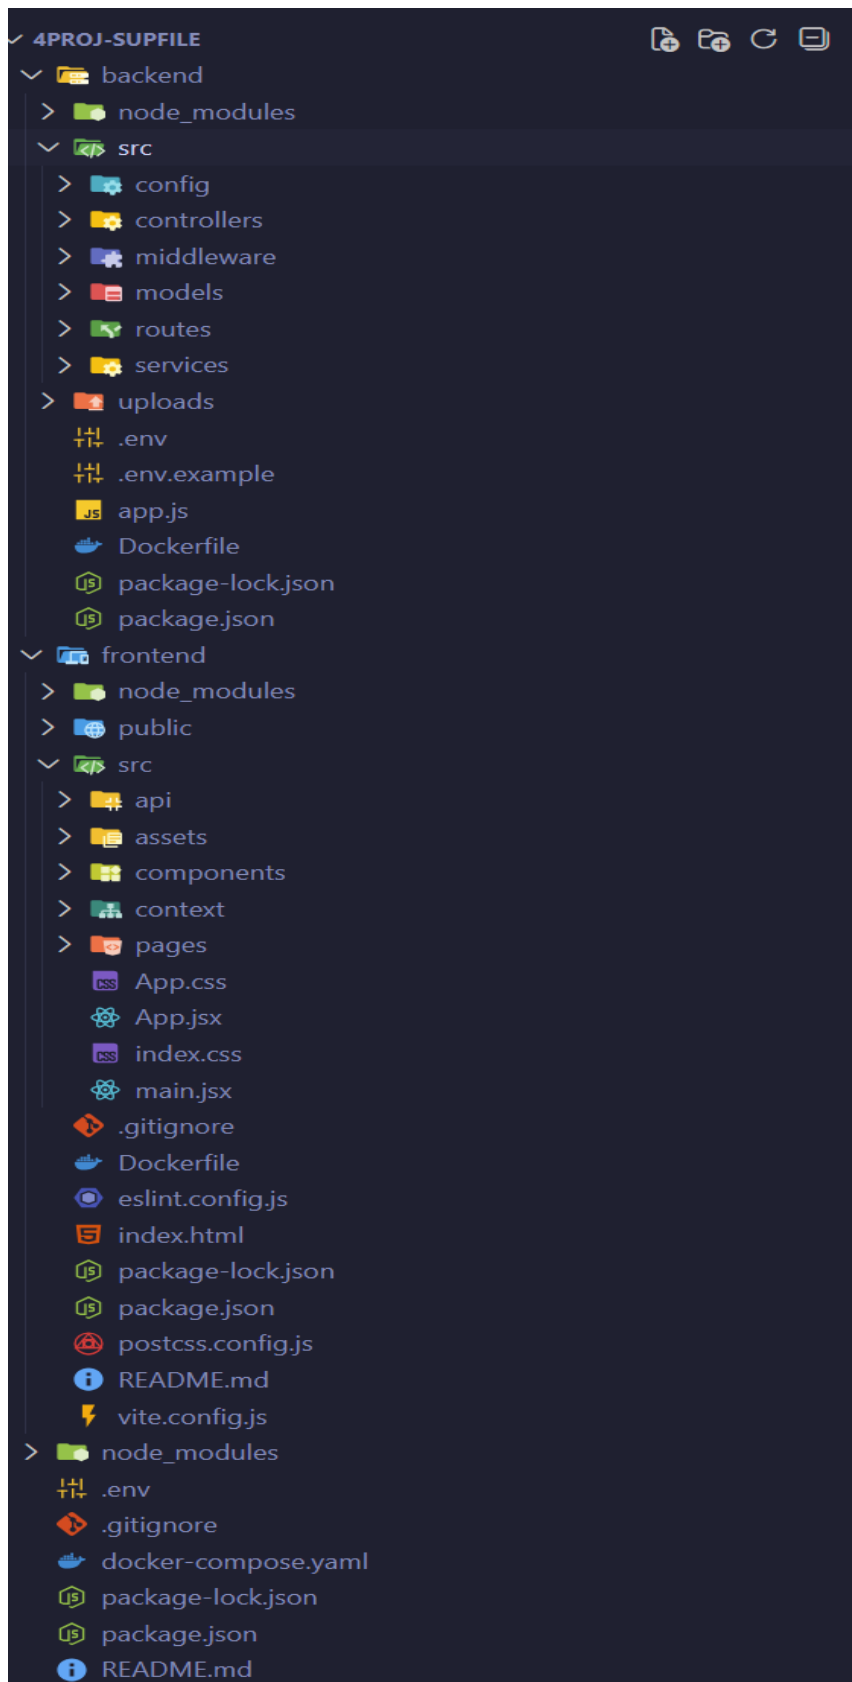 4PROJ-SUPFILE
backend
node_modules
src
config
controllers
middleware
models
routes
services
uploads
.env
.env.example
app.js
Dockerfile
package-lock.json
package.json
frontend
node_modules
public
src
api
assets
components
context
pages
App.css
App.jsx
index.css
main.jsx
.gitignore
Dockerfile
eslint.config.js
index.html
package-lock.json
package.json
postcss.config.js
README.md
vite.config.js
node_modules
.env
.gitignore
docker-compose.yaml
package-lock.json
package.json
README.md